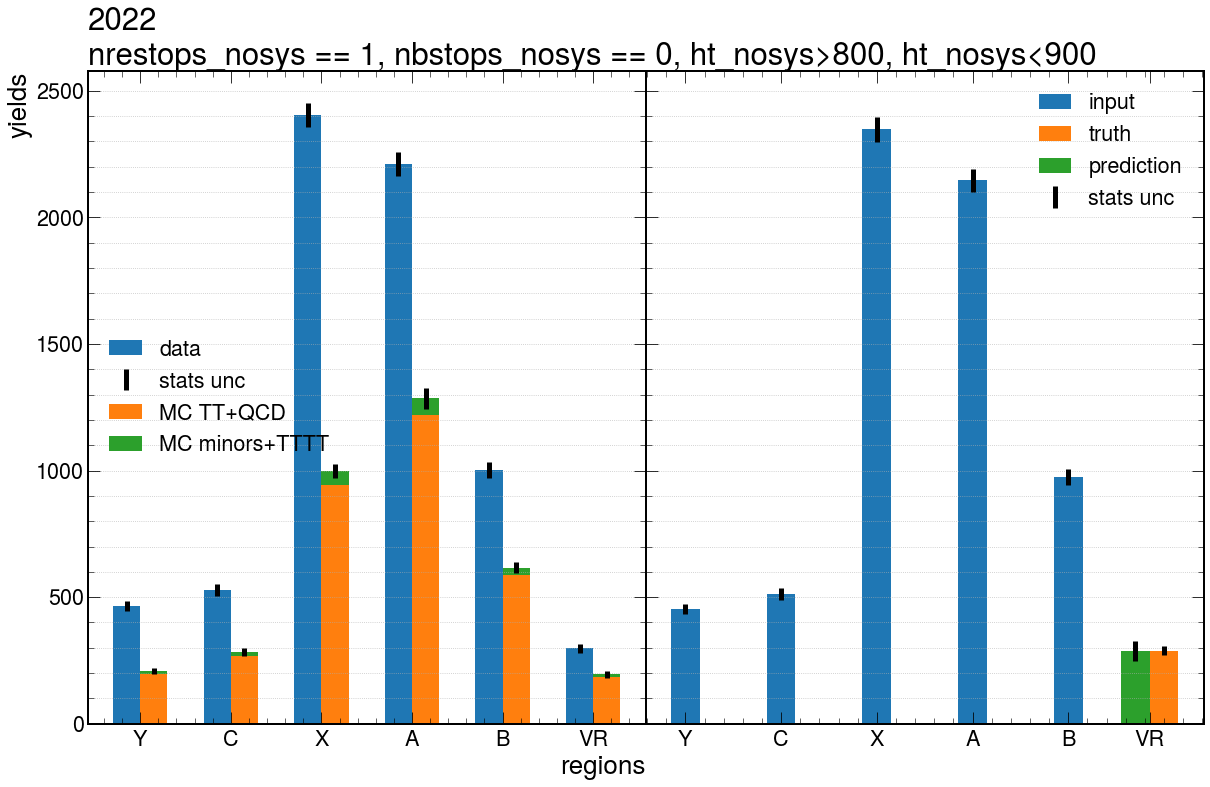 2022
nrestops_nosys == 1, nbstops_nosys == 0, ht_nosys>800, ht_nosys<900
yields
2500
2000
1500
1000
500
0
data
stats unc
MC TT+QCD
MC minors+TTTT
input
truth
prediction
stats unc
Y C X A B VR
Y C X A B VR
regions